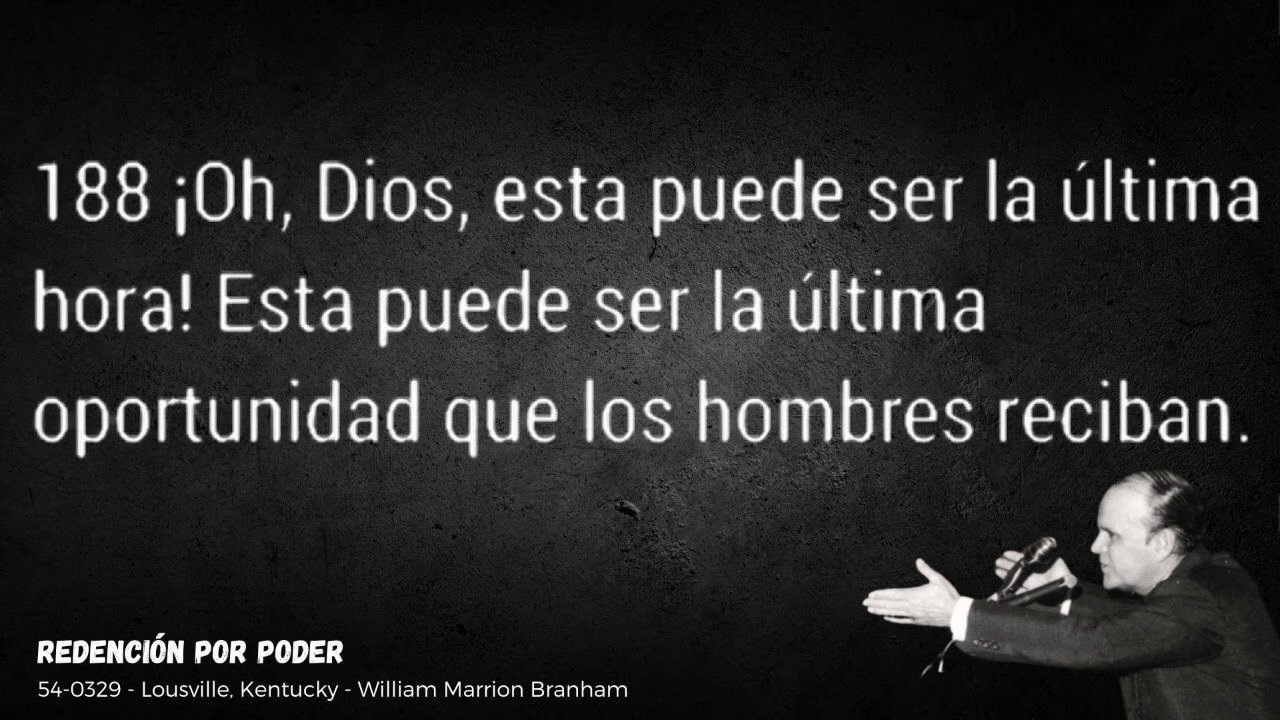 188 ¡Oh, Dios, esta puede ser la última
hora! Esta puede ser la última
oportunidad que los hombres reciban.
REDENCIÓN POR PODER
54-0329 - Lousville, Kentucky - William Marrion Branham